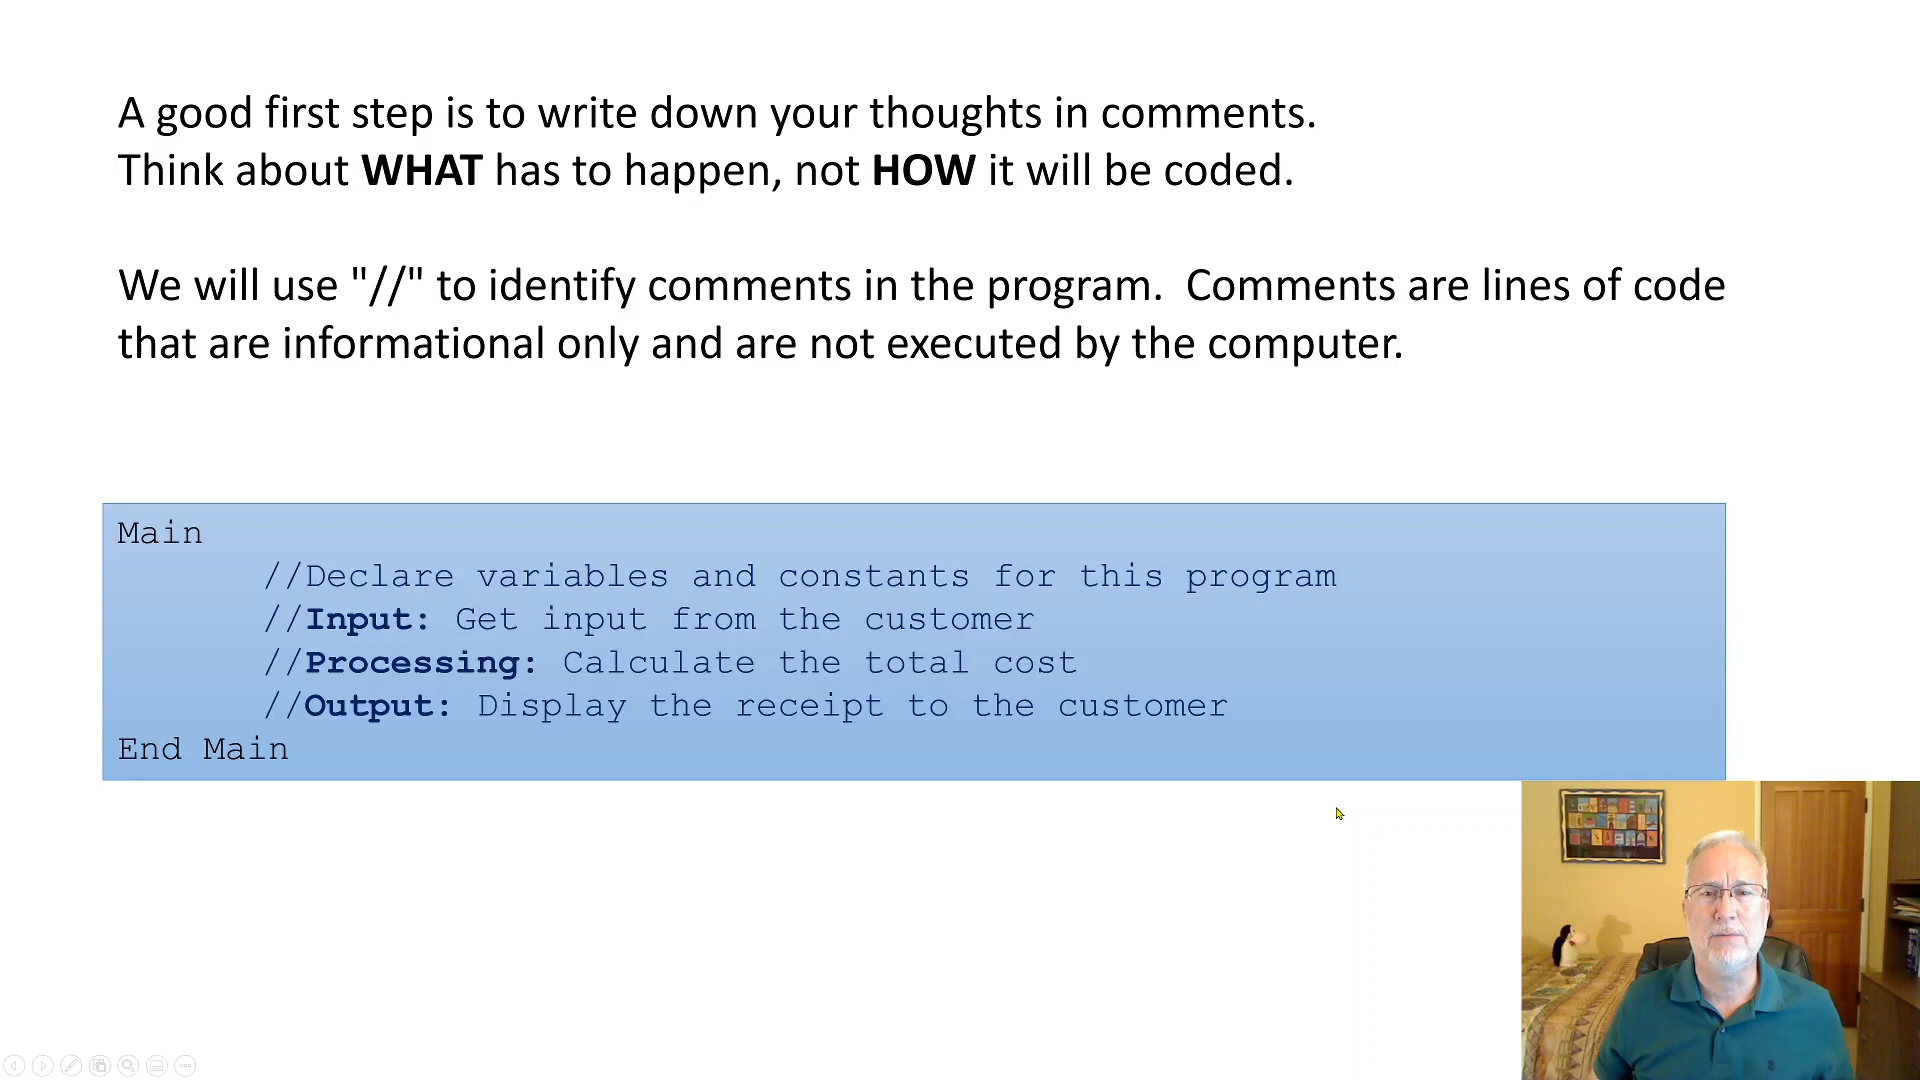 A good first step is to write down your thoughts in comments.
Think about WHAT has to happen, not HOW it will be coded.
We will use "//" to identify comments in the program.  Comments are lines of code
that are informational only and are not executed by the computer.
Main
//Declare variables and constants for this program
//Input: Get input from the customer
//Processing: Calculate the total cost
//Output: Display the receipt to the customer
End Main